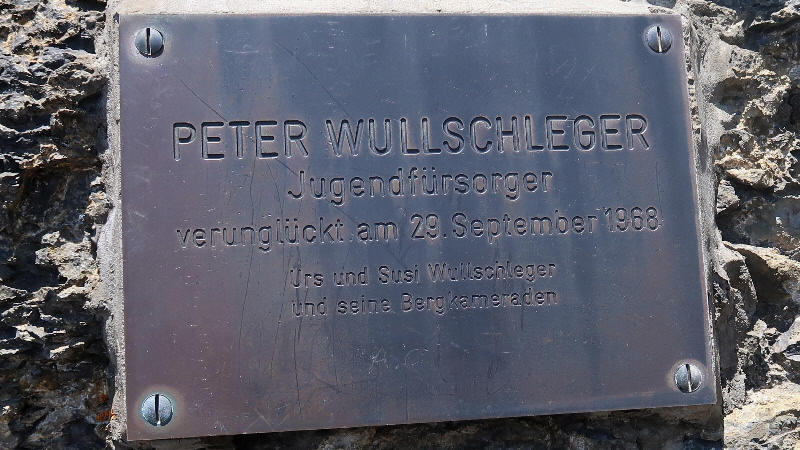 PETER WULLSCHLEGER
Jugendfürsorger
verunglückt am 29. September 1968
Urs und Susi Wullschleger
und seine Bergkameraden